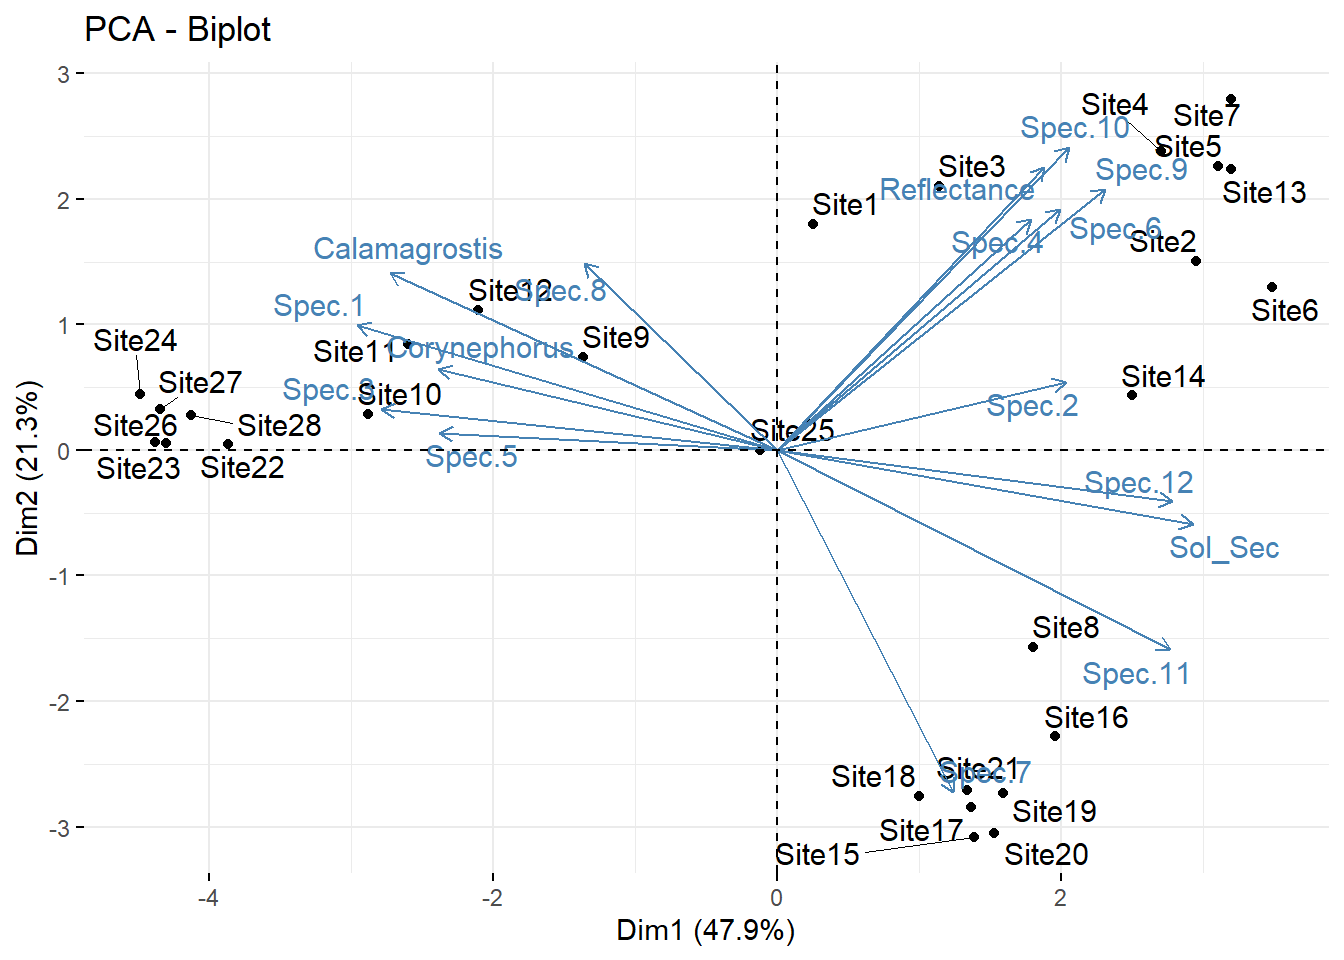 PCA - Biplot
3
Site4
Site7
Spec.10
Site5
Site3
Spec.9
Reflectance
Site13
2
Site1
Spec.6
Spec.4
Site2
Calamagrostis
Site12
Spec.8
Spec.1
Site6
1
Site24
Site9
Site11
Corynephorus
Site27
Site14
Spec.3
Site10
Spec.2
Site26
Site28
Site25
0
Spec.5
Site23
Site22
Spec.12
Sol_Sec
-1
Site8
Spec.11
-2
Site16
Site21
Spec.7
Site18
Site19
-3
Site17
Site15
Site20
-4
-2
0
2
Dim1 (47.9%)
Dim2 (21.3%)